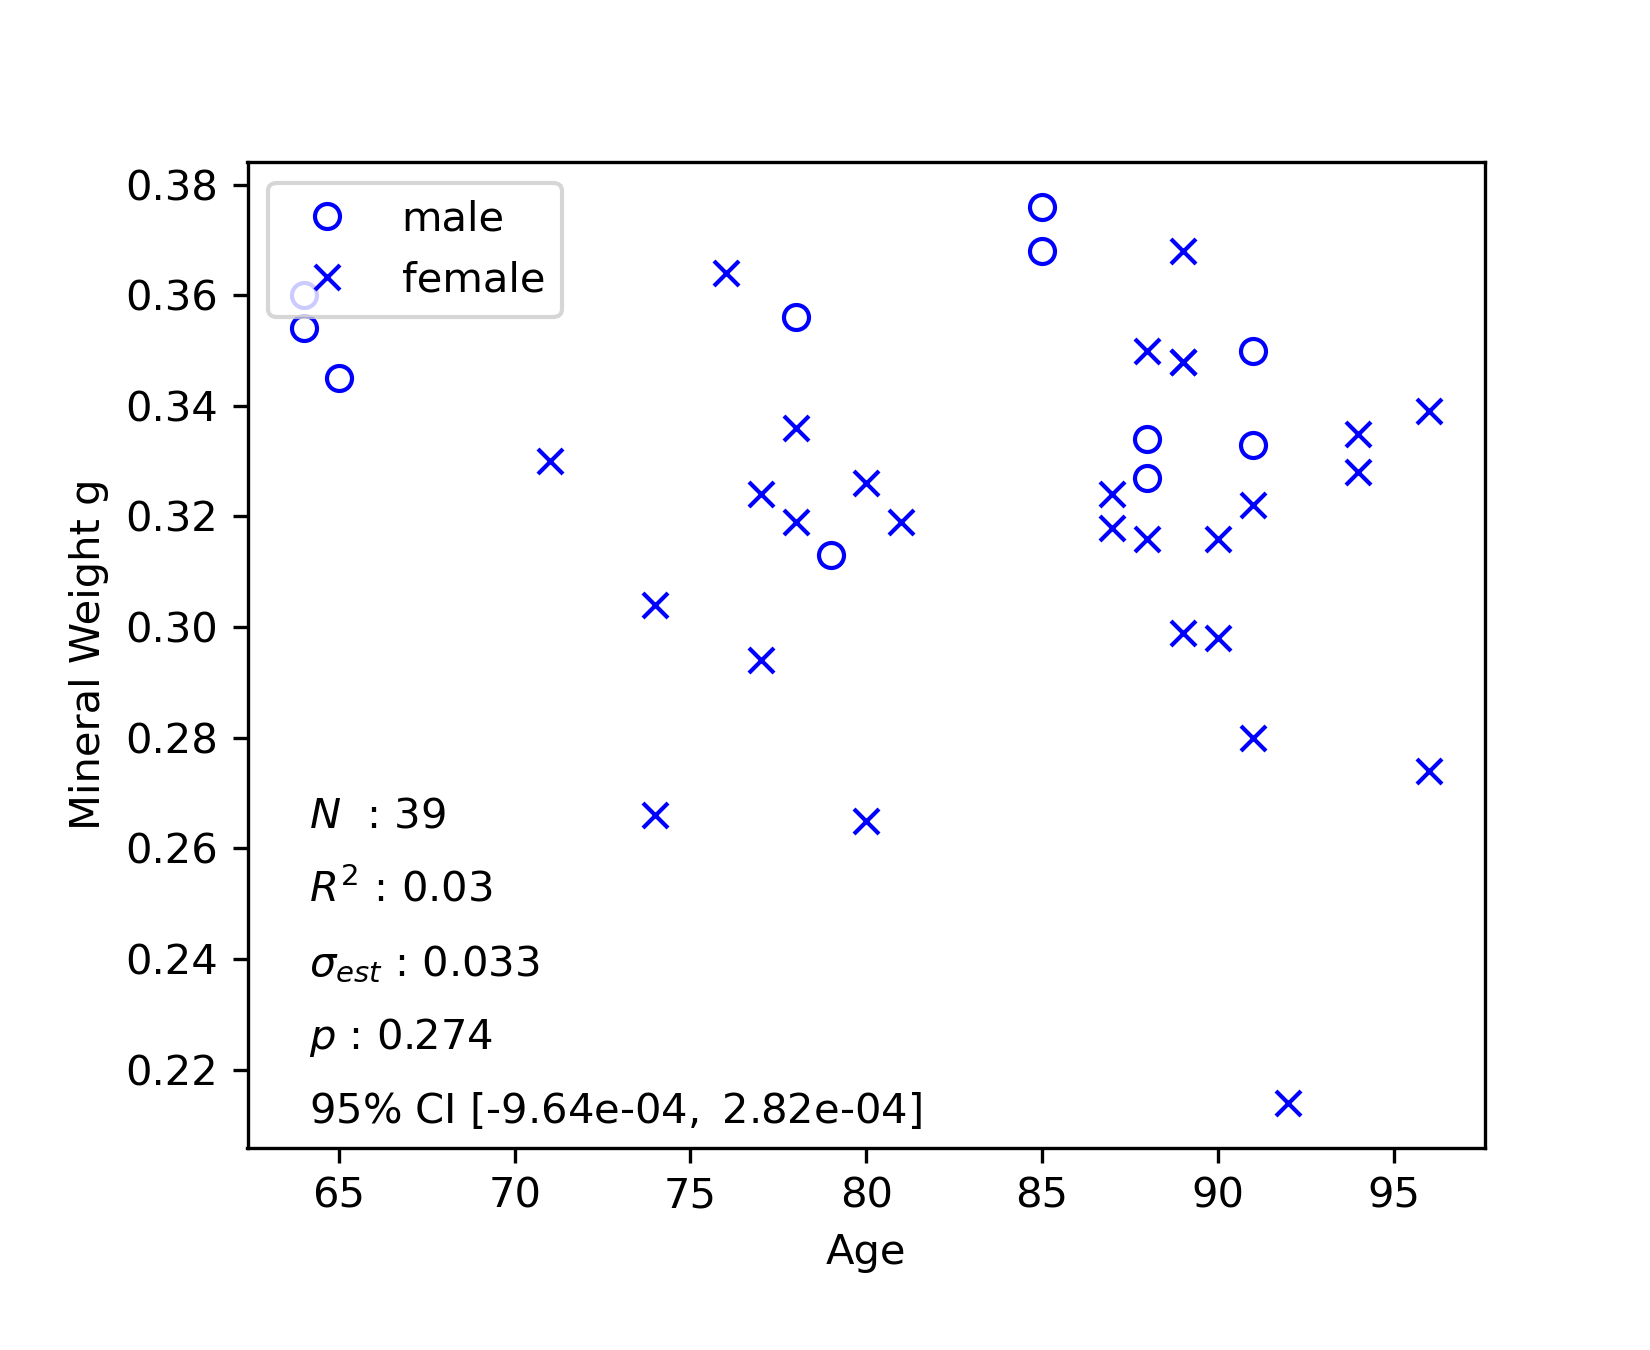 male
female
0.38
0.36
0.34
0.32
0.30
0.28
0.26
0.24
0.22
Mineral Weight g
N : 39
R² : 0.03
σest : 0.033
p : 0.274
95% CI [-9.64e-04, 2.82e-04]
65 70 75 80 85 90 95
Age